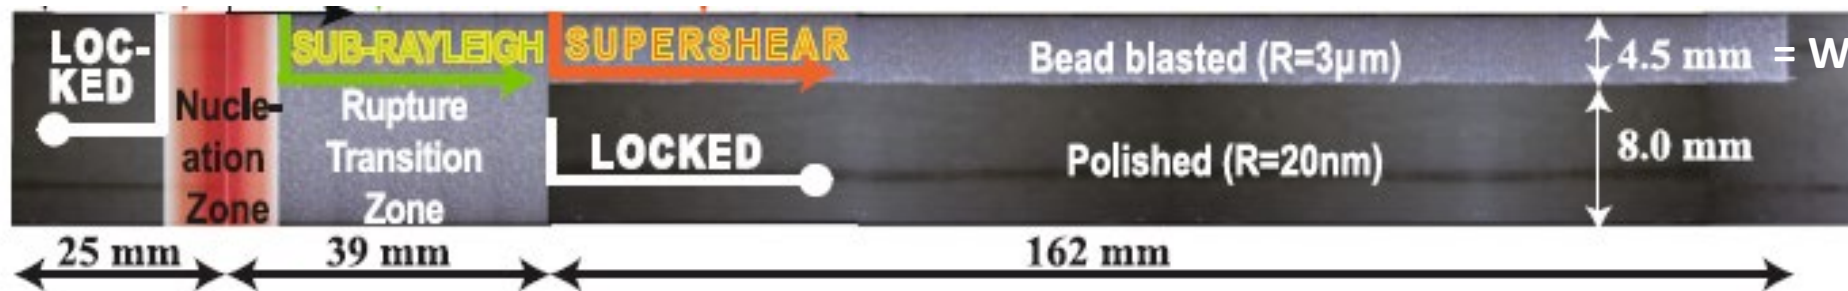 LOC-
KED
Nucle-
ation
Zone
SUB-RAYLEIGH
Rupture
Transition
Zone
SUPERSHEAR
LOCKED
Bead blasted (R=3μm)
Polished (R=20nm)
4.5 mm = W
8.0 mm
25 mm
39 mm
162 mm